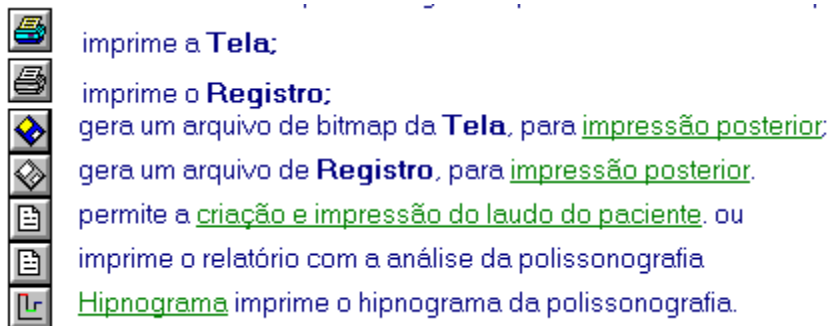 imprime a Tela;
imprime o Registro;
gera um arquivo de bitmap da Tela, para impressão posterior;
gera um arquivo de Registro, para impressão posterior.
permite a criação e impressão do laudo do paciente. ou
imprime o relatório com a análise da polissonografia
Hipnograma imprime o hipnograma da polissonografia.